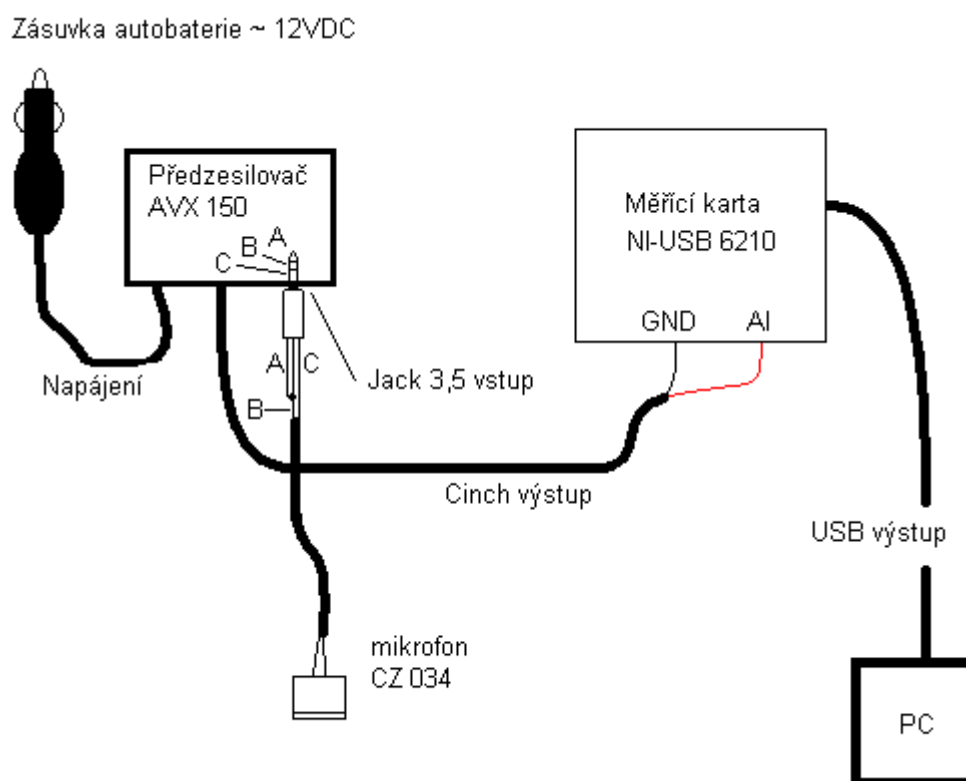 Zásuvka autobaterie ~ 12VDC
Předzesilovač
AVX 150
A
B
C
A
C
B
Jack 3,5 vstup
Napájení
Měřící karta
NI-USB 6210
GND
AI
Cinch výstup
USB výstup
mikrofon
CZ 034
PC